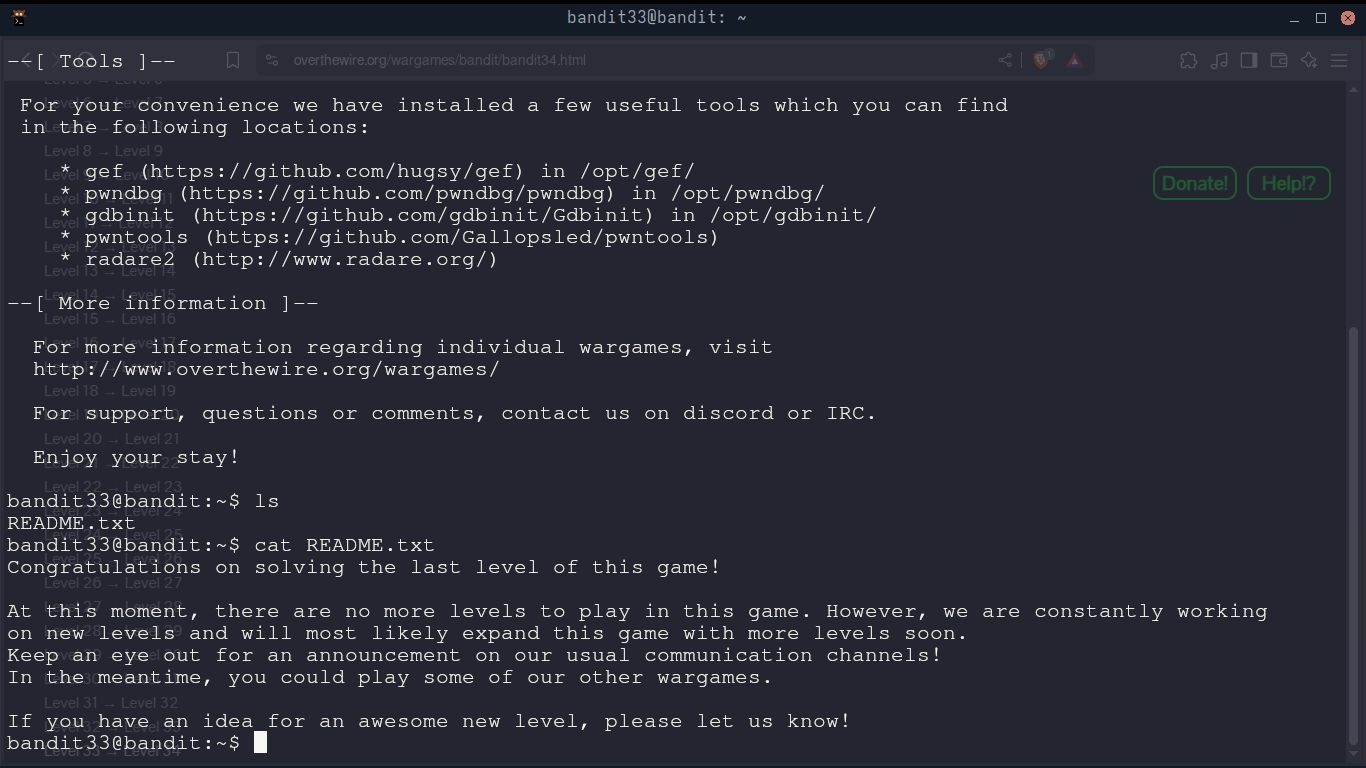 bandit33@bandit: ~
--[ Tools ]--
overthewire.org/wargames/bandit/bandit34.html
For your convenience we have installed a few useful tools which you can find
in the following locations:
Level 8 → Level 9
* gef (https://github.com/hugsy/gef) in /opt/gef/
* pwndbg (https://github.com/pwndbg/pwndbg) in /opt/pwndbg/
Donate! Help!?
* gdbinit (https://github.com/gdbinit/Gdbinit) in /opt/gdbinit/
* pwntools (https://github.com/Gallopsled/pwntools)
* radare2 (http://www.radare.org/)
Level 13 → Level 14
Level 14 → Level 15
--[ More information ]--
Level 15 → Level 16
For more information regarding individual wargames, visit
http://www.overthewire.org/wargames/
Level 18 → Level 19
For support, questions or comments, contact us on discord or IRC.
Level 20 → Level 21
Enjoy your stay!
Level 22 → Level 23
bandit33@bandit:~$ ls
README.txt
bandit33@bandit:~$ cat README.txt
Congratulations on solving the last level of this game!
Level 26 → Level 27
At this moment, there are no more levels to play in this game. However, we are constantly working
on new levels and will most likely expand this game with more levels soon.
Keep an eye out for an announcement on our usual communication channels!
In the meantime, you could play some of our other wargames.
Level 31 → Level 32
If you have an idea for an awesome new level, please let us know!
bandit33@bandit:~$
Level 33 → Level 34